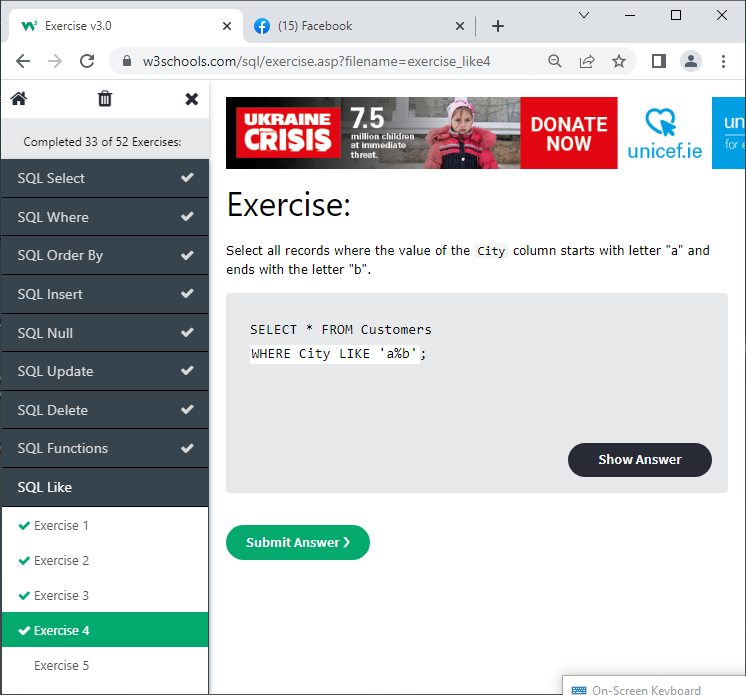 Exercise v3.0
(15) Facebook
w3schools.com/sql/exercise.asp?filename=exercise_like4
Completed 33 of 52 Exercises:
SQL Select
SQL Where
SQL Order By
SQL Insert
SQL Null
SQL Update
SQL Delete
SQL Functions
SQL Like
Exercise 1
Exercise 2
Exercise 3
Exercise 4
Exercise 5
UKRAINE
CRISIS
7.5
million children
at immediate
threat.
DONATE
NOW
unicef.ie
un
for e
Exercise:
Select all records where the value of the City column starts with letter "a" and
ends with the letter "b".
SELECT * FROM Customers
WHERE City LIKE 'a%b';
Show Answer
Submit Answer ❯
On-Screen Keyboard